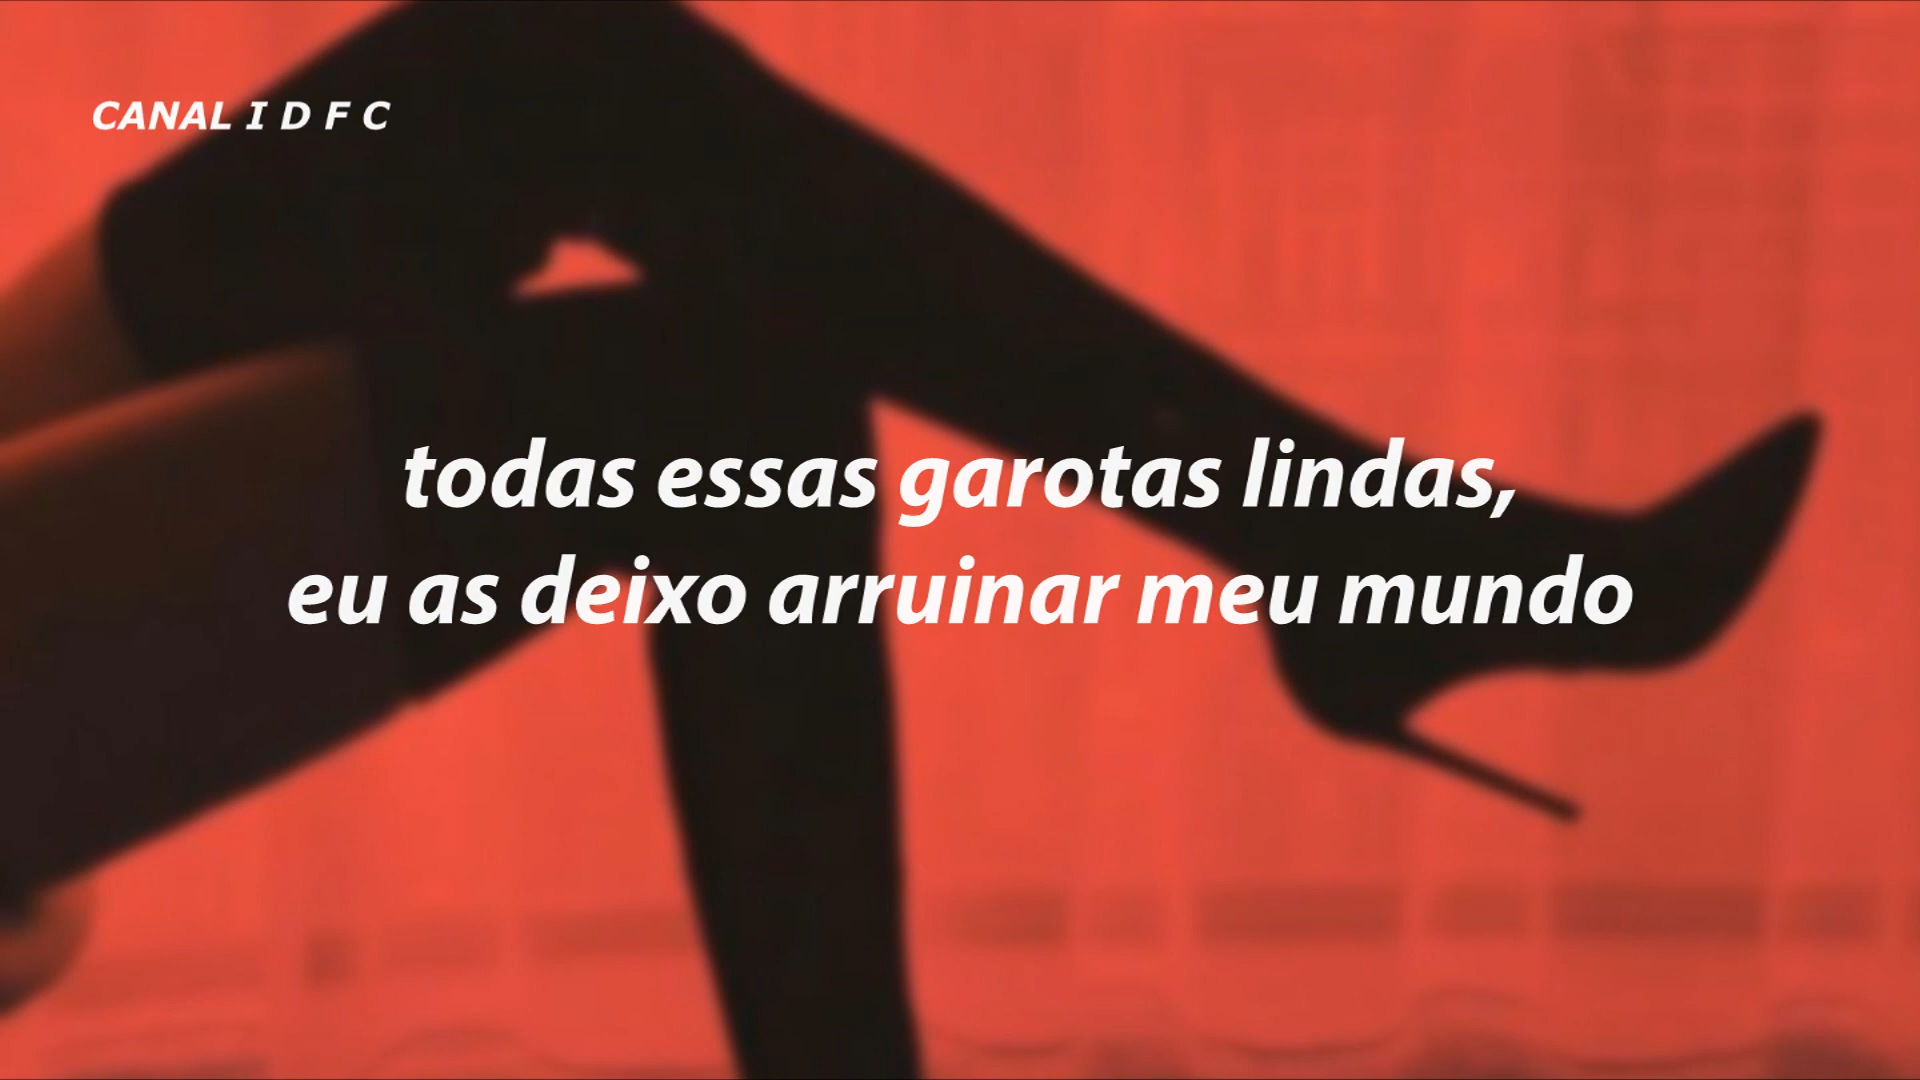 CANAL I D F C
todas essas garotas lindas,
eu as deixo arruinar meu mundo